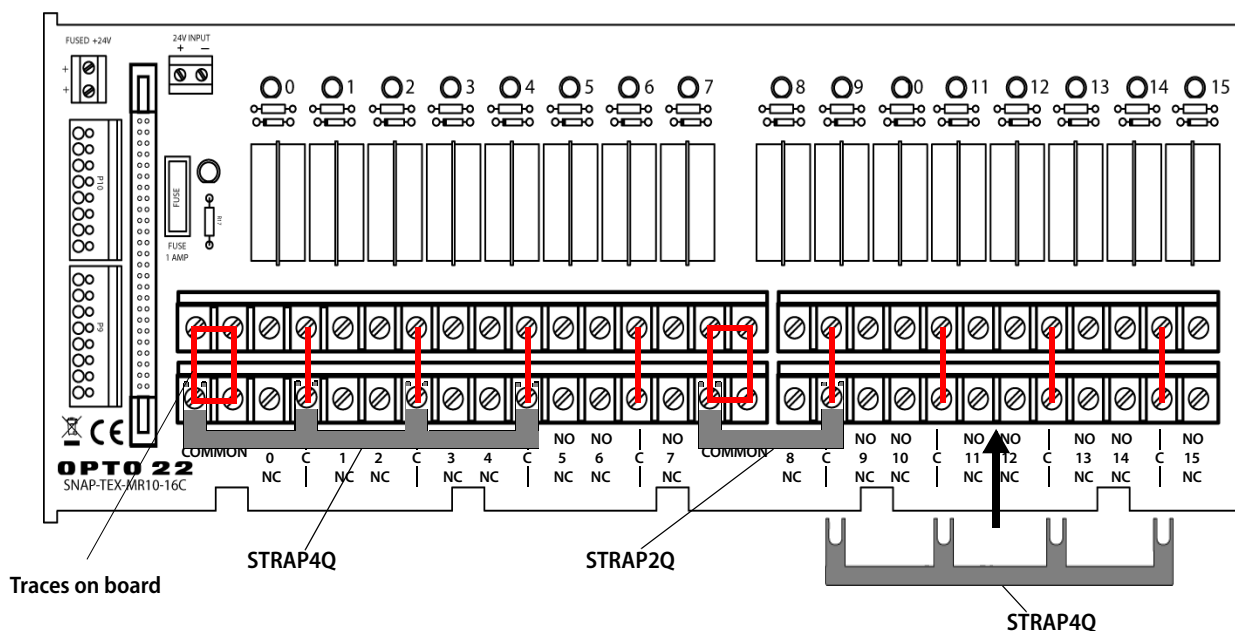 FUSED +24V
24V INPUT
+ −
+
+
0 1 2 3 4 5 6 7 8 9 0 11 12 13 14 15
P10
FUSE
R17
FUSE
1 AMP
P9
NO NO | NO NO NO | NO NO | NO NO | NO
COMMON 0 C 1 2 C 3 4 C 5 6 C 7 COMMON 8 C 9 10 C 11 12 C 13 14 C 15
NC | NC NC | NC NC | NC NC | NC NC | NC NC | NC NC | NC NC | NC
OPTO 22
SNAP-TEX-MR10-16C
CE
STRAP4Q
STRAP2Q
Traces on board
STRAP4Q